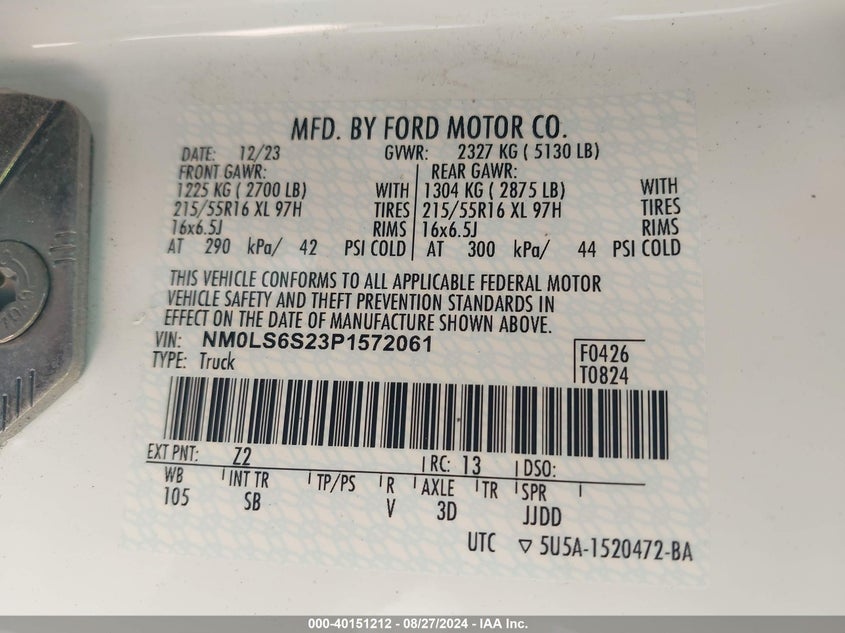 MFD. BY FORD MOTOR CO.
DATE: 12/23 GVWR: 2327 KG ( 5130 LB)
FRONT GAWR: REAR GAWR:
1225 KG ( 2700 LB) WITH 1304 KG ( 2875 LB) WITH
215/55R16 XL 97H TIRES 215/55R16 XL 97H TIRES
16x6.5J RIMS 16x6.5J RIMS
AT 290 kPa/ 42 PSI COLD AT 300 kPa/ 44 PSI COLD
THIS VEHICLE CONFORMS TO ALL APPLICABLE FEDERAL MOTOR
VEHICLE SAFETY AND THEFT PREVENTION STANDARDS IN
EFFECT ON THE DATE OF MANUFACTURE SHOWN ABOVE.
VIN: NM0LS6S23P1572061 F0426
TYPE: Truck T0824
EXT PNT: Z2 RC: 13 DSO:
WB INT TR TP/PS R AXLE TR SPR
105 SB V 3D JJDD
UTC ▽ 5U5A-1520472-BA
000-40151212 - 08/27/2024 - IAA Inc.